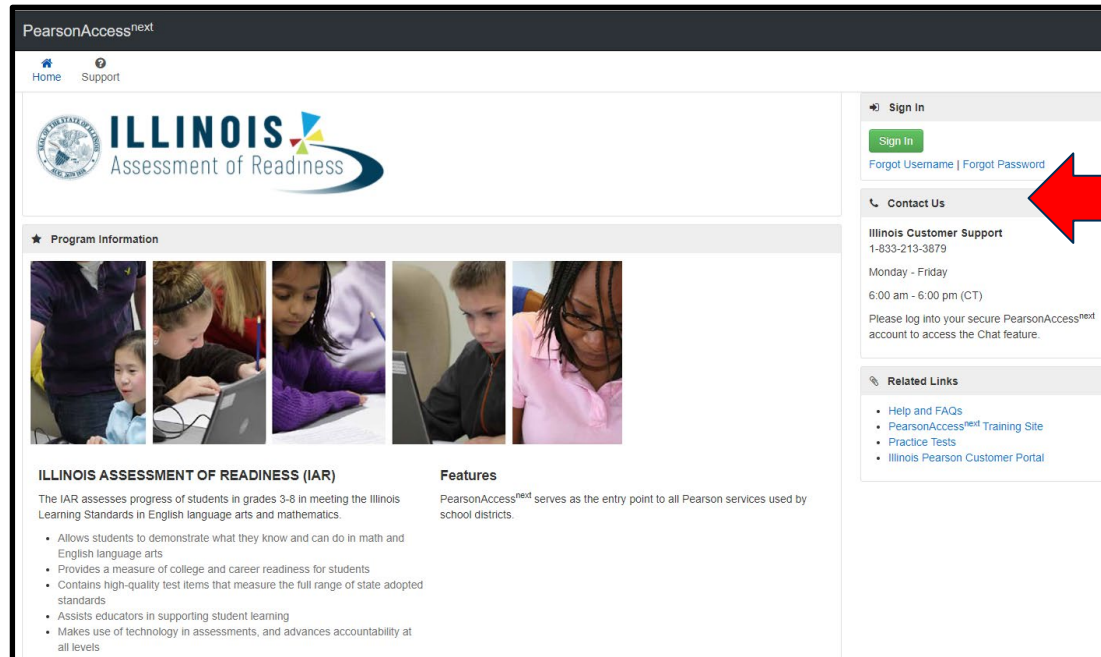 PearsonAccessnext
Home Support
ILLINOIS
Assessment of Readiness
Program Information
ILLINOIS ASSESSMENT OF READINESS (IAR)
The IAR assesses progress of students in grades 3-8 in meeting the Illinois
Learning Standards in English language arts and mathematics.
• Allows students to demonstrate what they know and can do in math and
English language arts
• Provides a measure of college and career readiness for students
• Contains high-quality test items that measure the full range of state adopted
standards
• Assists educators in supporting student learning
• Makes use of technology in assessments, and advances accountability at
all levels
Features
PearsonAccessnext serves as the entry point to all Pearson services used by
school districts.
Sign In
Sign In
Forgot Username | Forgot Password
Contact Us
Illinois Customer Support
1-833-213-3879
Monday - Friday
6:00 am - 6:00 pm (CT)
Please log into your secure PearsonAccessnext
account to access the Chat feature.
Related Links
• Help and FAQs
• PearsonAccessnext Training Site
• Practice Tests
• Illinois Pearson Customer Portal